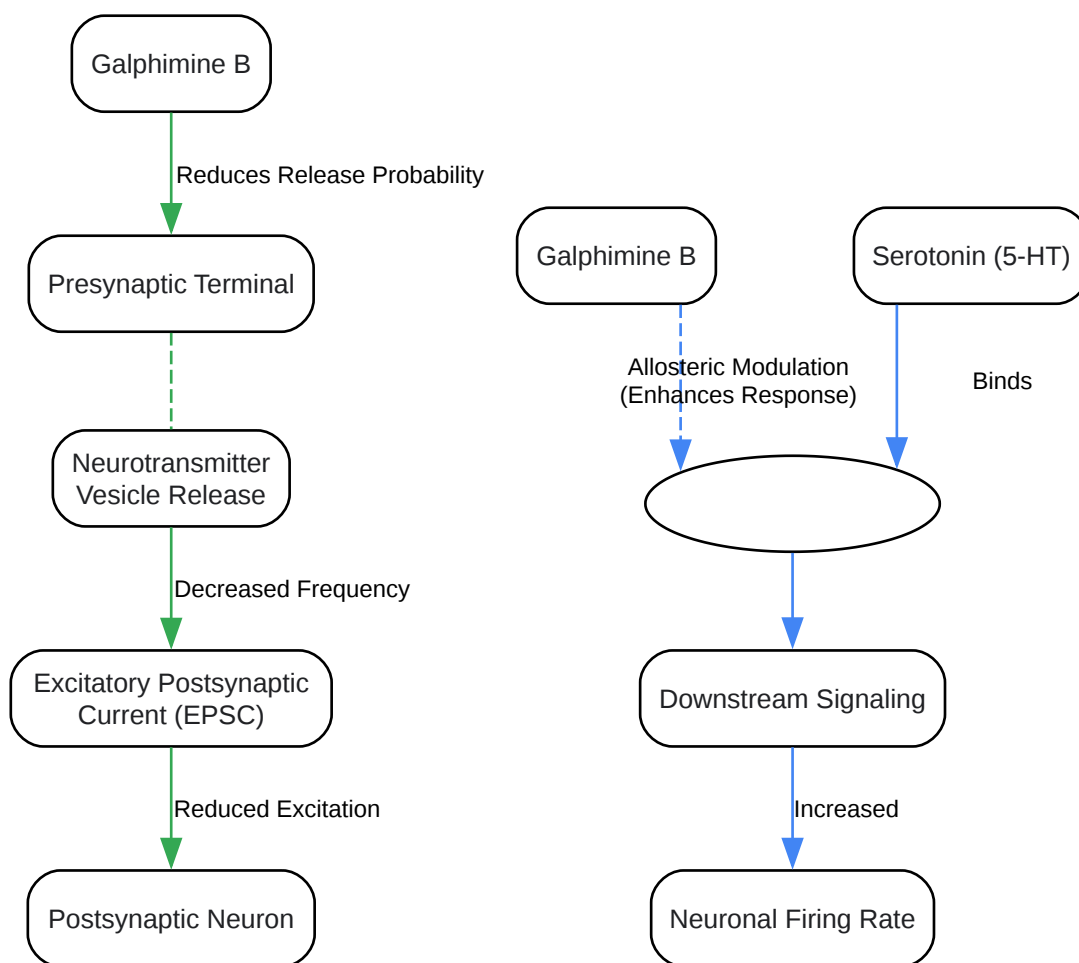 Galphimine B
Reduces Release Probability
Presynaptic Terminal
Neurotransmitter
Vesicle Release
Decreased Frequency
Excitatory Postsynaptic
Current (EPSC)
Reduced Excitation
Postsynaptic Neuron
Galphimine B
Serotonin (5-HT)
Allosteric Modulation
(Enhances Response)
Binds
Downstream Signaling
Increased
Neuronal Firing Rate